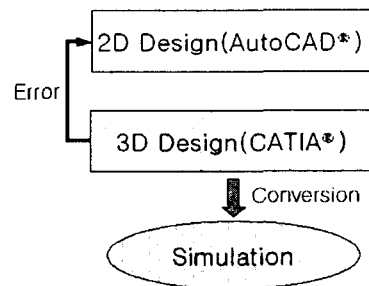 2D Design(AutoCAD®)
Error
3D Design(CATIA®)
Conversion
Simulation